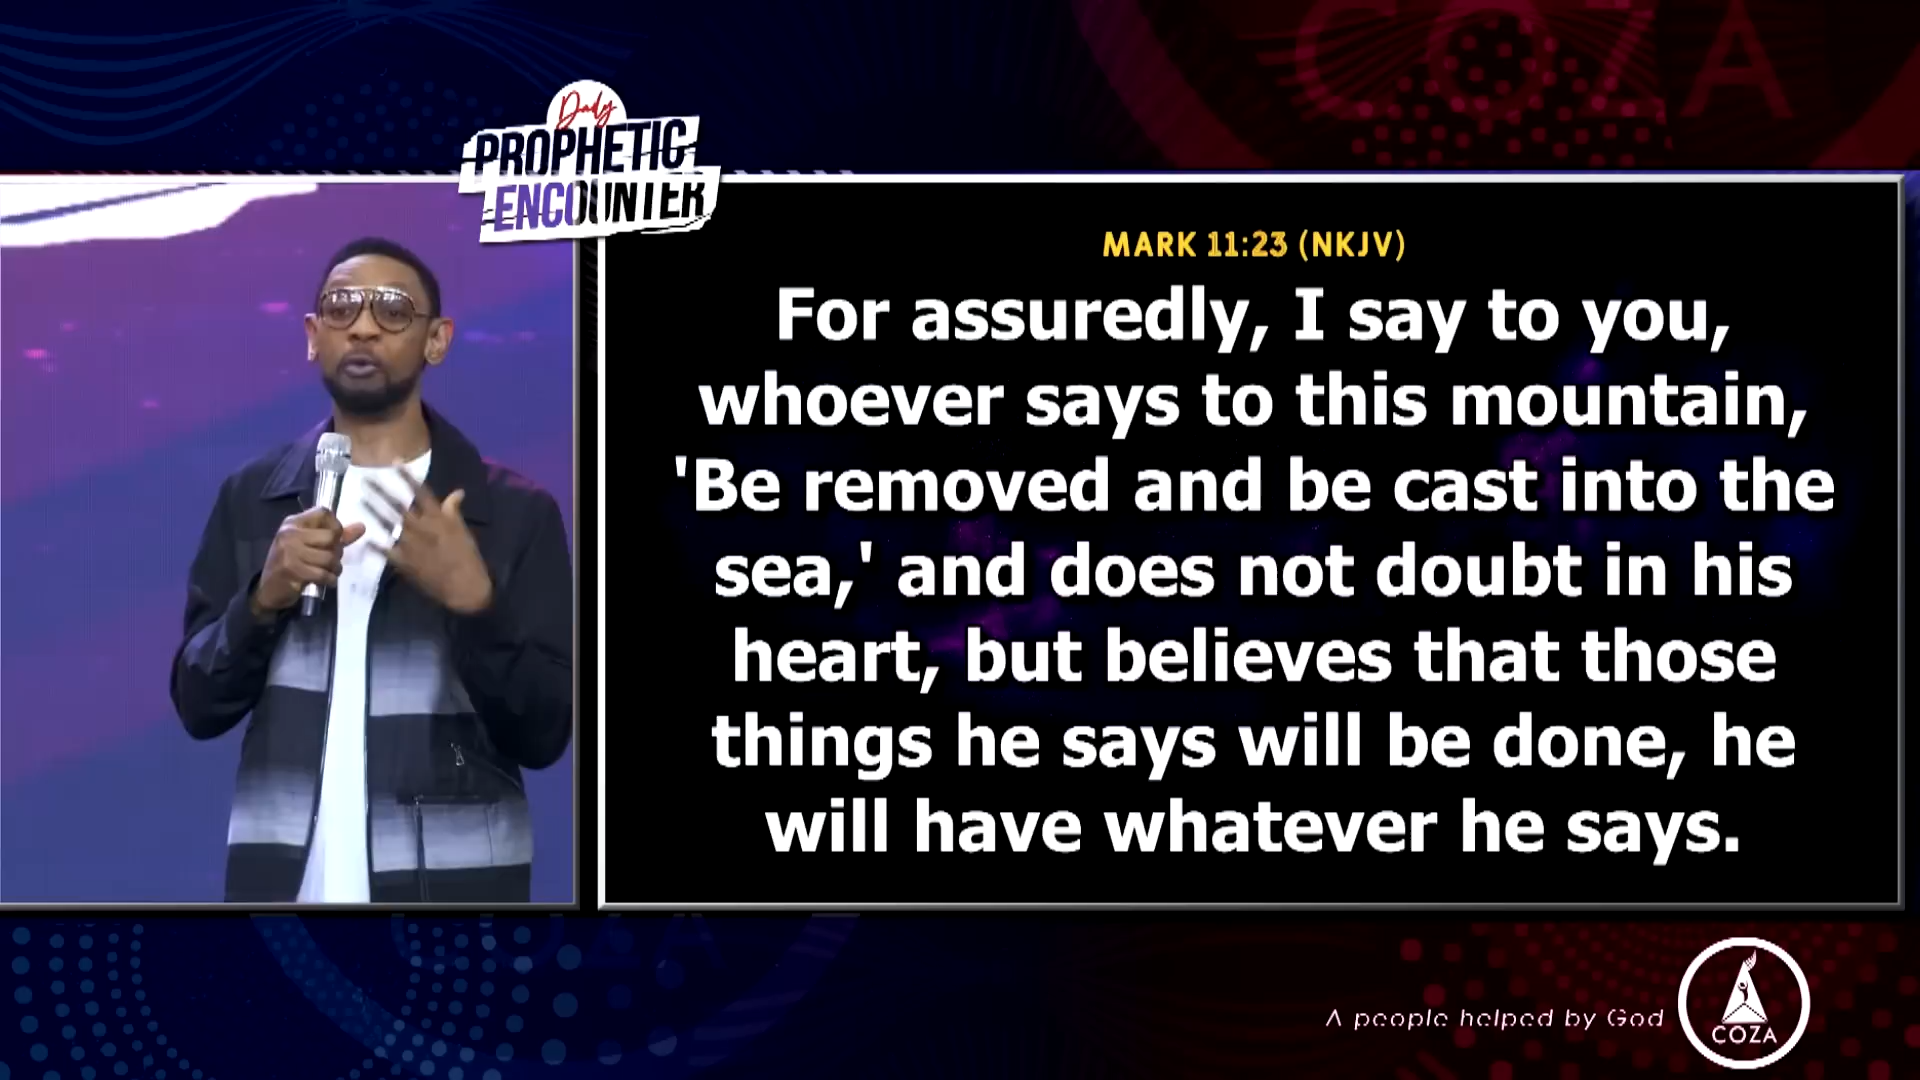 COZA
Daily
PROPHETIC
ENCOUNTER
MARK 11:23 (NKJV)
For assuredly, I say to you,
whoever says to this mountain,
'Be removed and be cast into the
sea,' and does not doubt in his
heart, but believes that those
things he says will be done, he
will have whatever he says.
COZA
A people helped by God
COZA